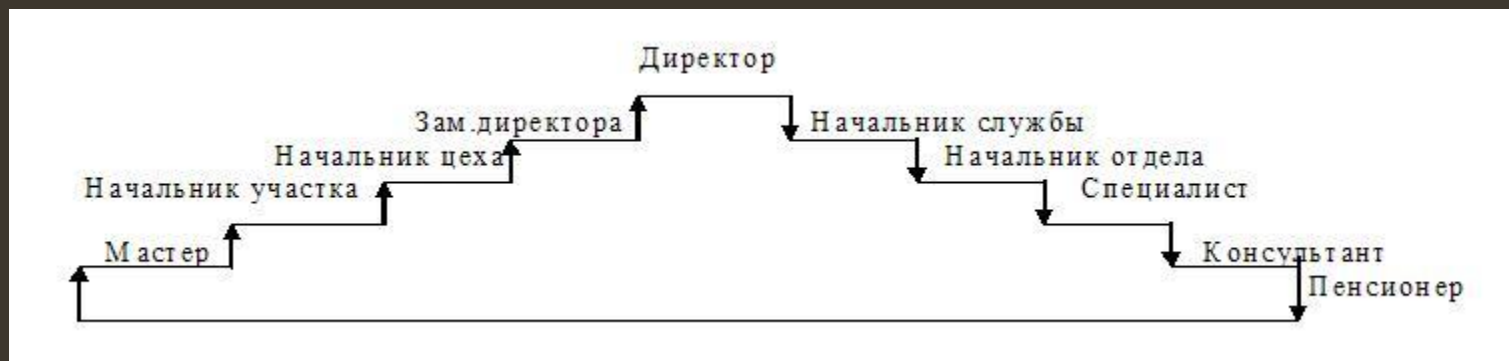 Директор
Зам.директора
Начальник службы
Начальник цеха
Начальник отдела
Начальник участка
Специалист
Мастер
Консультант
Пенсионер